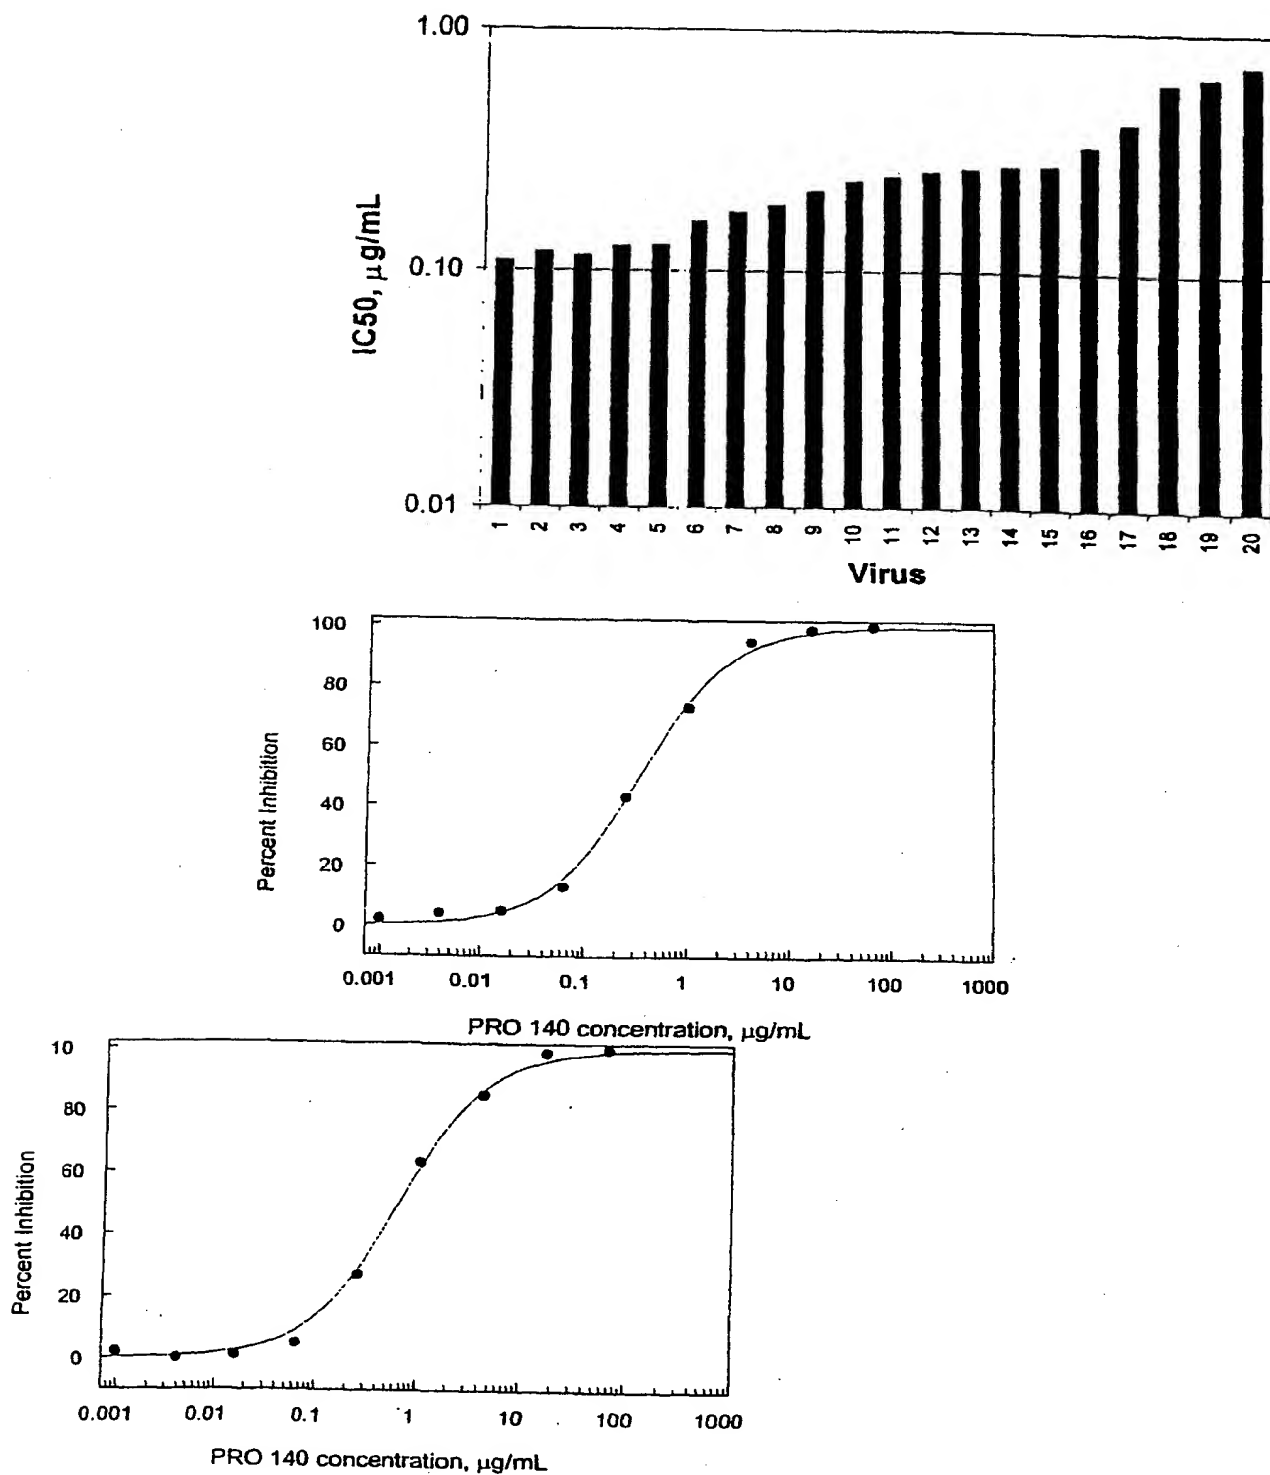 1.00
IC50, μg/mL
0.10
0.01
1 2 3 4 5 6 7 8 9 10 11 12 13 14 15 16 17 18 19 20
Virus
100
80
60
Percent Inhibition
40
20
0
0.001 0.01 0.1 1 10 100 1000
PRO 140 concentration, μg/mL
10
80
60
Percent Inhibition
40
20
0
0.001 0.01 0.1 1 10 100 1000
PRO 140 concentration, μg/mL